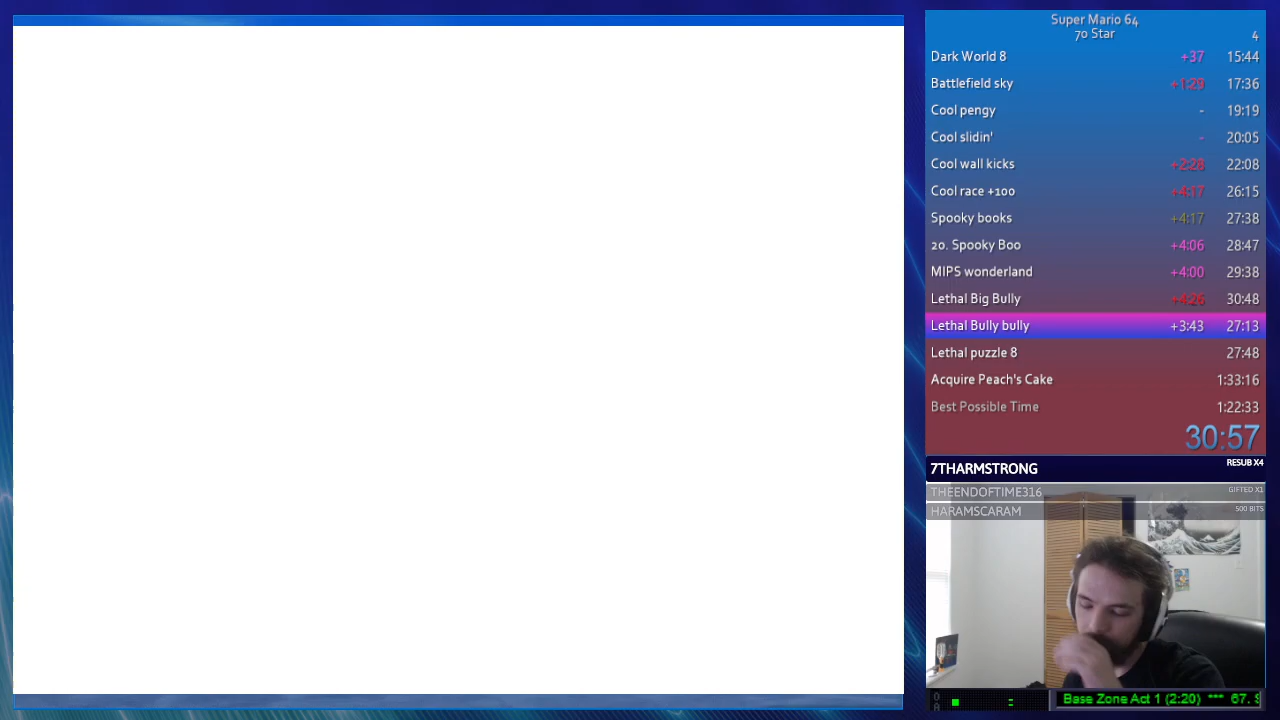 Super Mario 64
70 Star
4
Dark World 8 +37 15:44
Battlefield sky +1:29 17:36
Cool pengy - 19:19
Cool slidin' - 20:05
Cool wall kicks +2:28 22:08
Cool race +100 +4:17 26:15
Spooky books +4:17 27:38
20. Spooky Boo +4:06 28:47
MIPS wonderland +4:00 29:38
Lethal Big Bully +4:26 30:48
Lethal Bully bully +3:43 27:13
Lethal puzzle 8 27:48
Acquire Peach's Cake 1:33:16
Best Possible Time 1:22:33
30:57
7THARMSTRONG RESUB X4
THEENDOFTIME316 GIFTED X1
HARAMSCARAM 500 BITS
Base Zone Act 1 (2:20) *** 67.